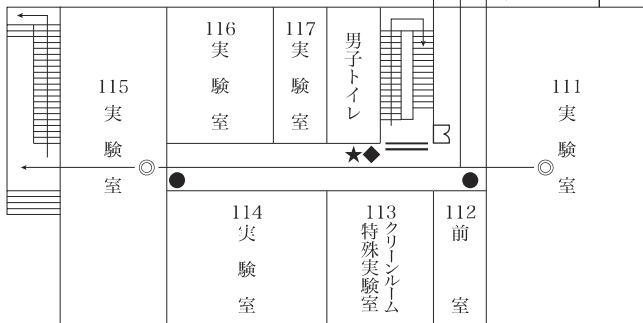 115
実験室
116
実験室
117
実験室
男子トイレ
111
実験室
114
実験室
113
特殊実験室
クリーンルーム
112
前室